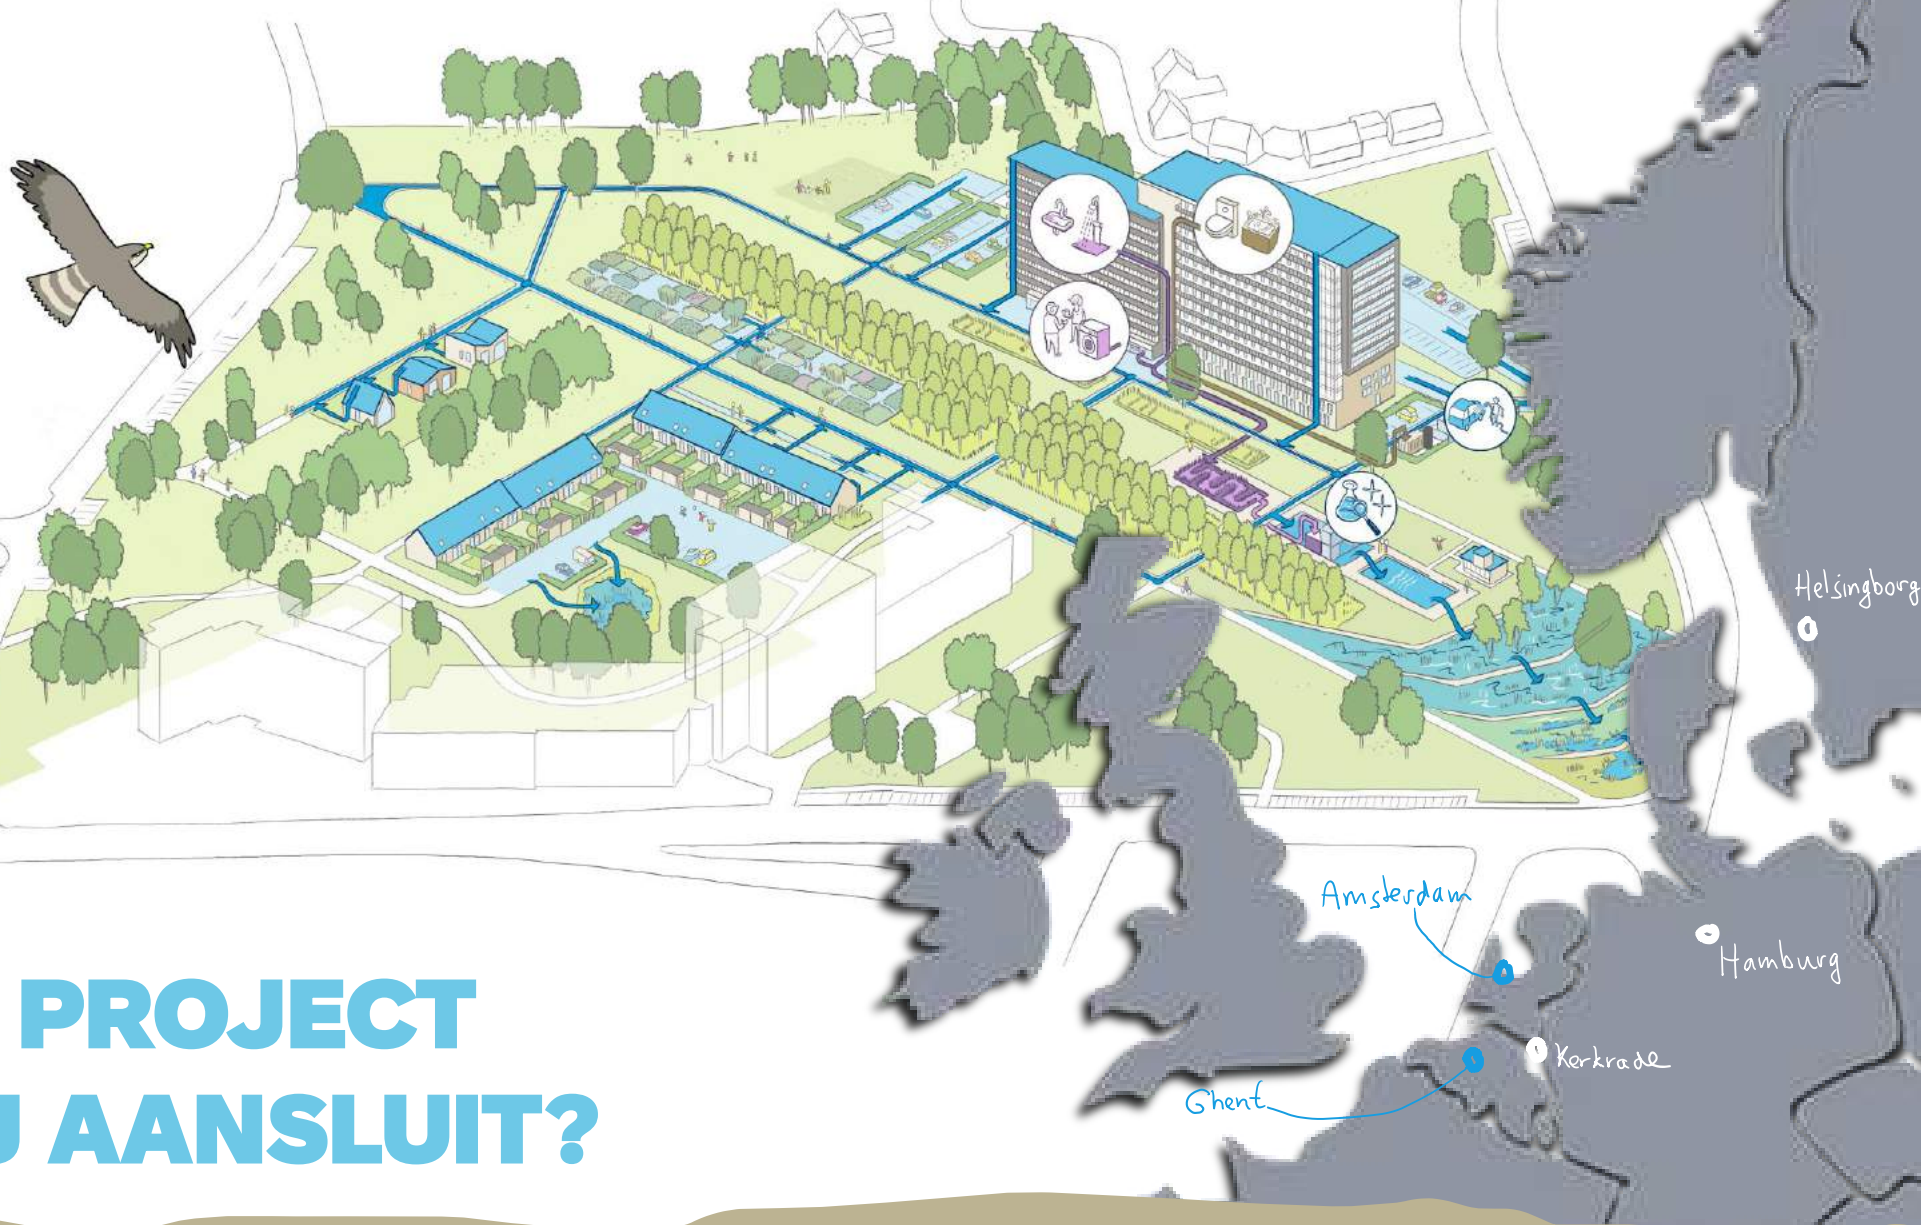 Helsingborg
Amsterdam
Hamburg
Kerkrade
Ghent
PROJECT
AANSLUIT?